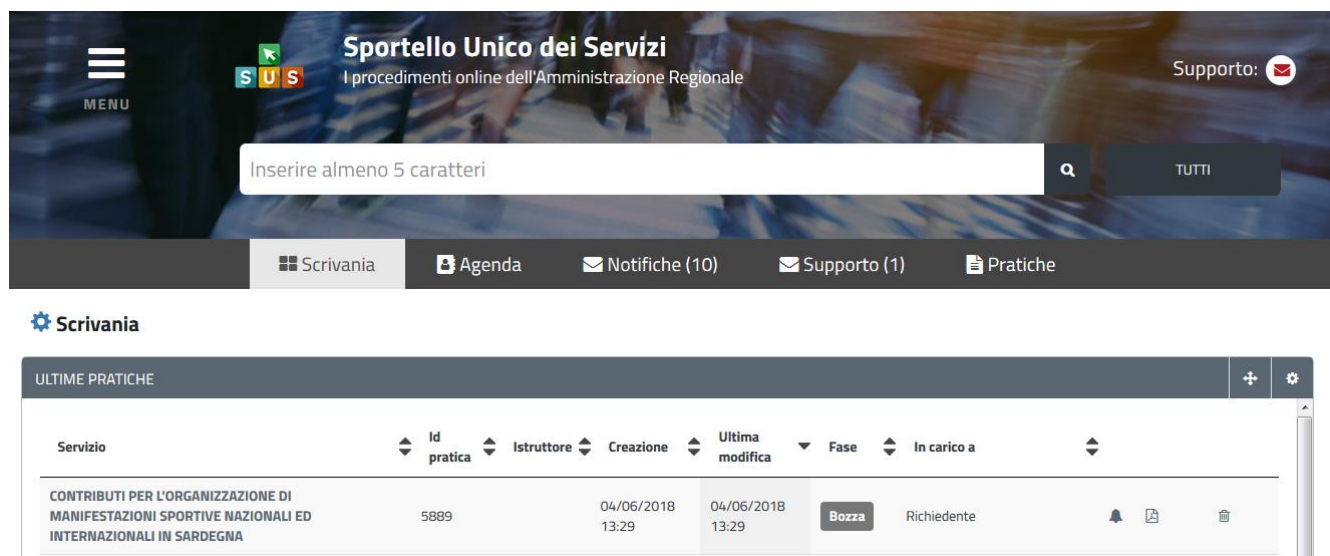 Sportello Unico dei Servizi
SUS
I procedimenti online dell'Amministrazione Regionale
Supporto:
MENU
Inserire almeno 5 caratteri
TUTTI
Scrivania
Agenda
Notifiche (10)
Supporto (1)
Pratiche
Scrivania
ULTIME PRATICHE
Servizio
Id pratica
Istruttore
Creazione
Ultima modifica
Fase
In carico a
CONTRIBUTI PER L'ORGANIZZAZIONE DI
MANIFESTAZIONI SPORTIVE NAZIONALI ED
INTERNAZIONALI IN SARDEGNA
5889
04/06/2018
13:29
04/06/2018
13:29
Bozza
Richiedente